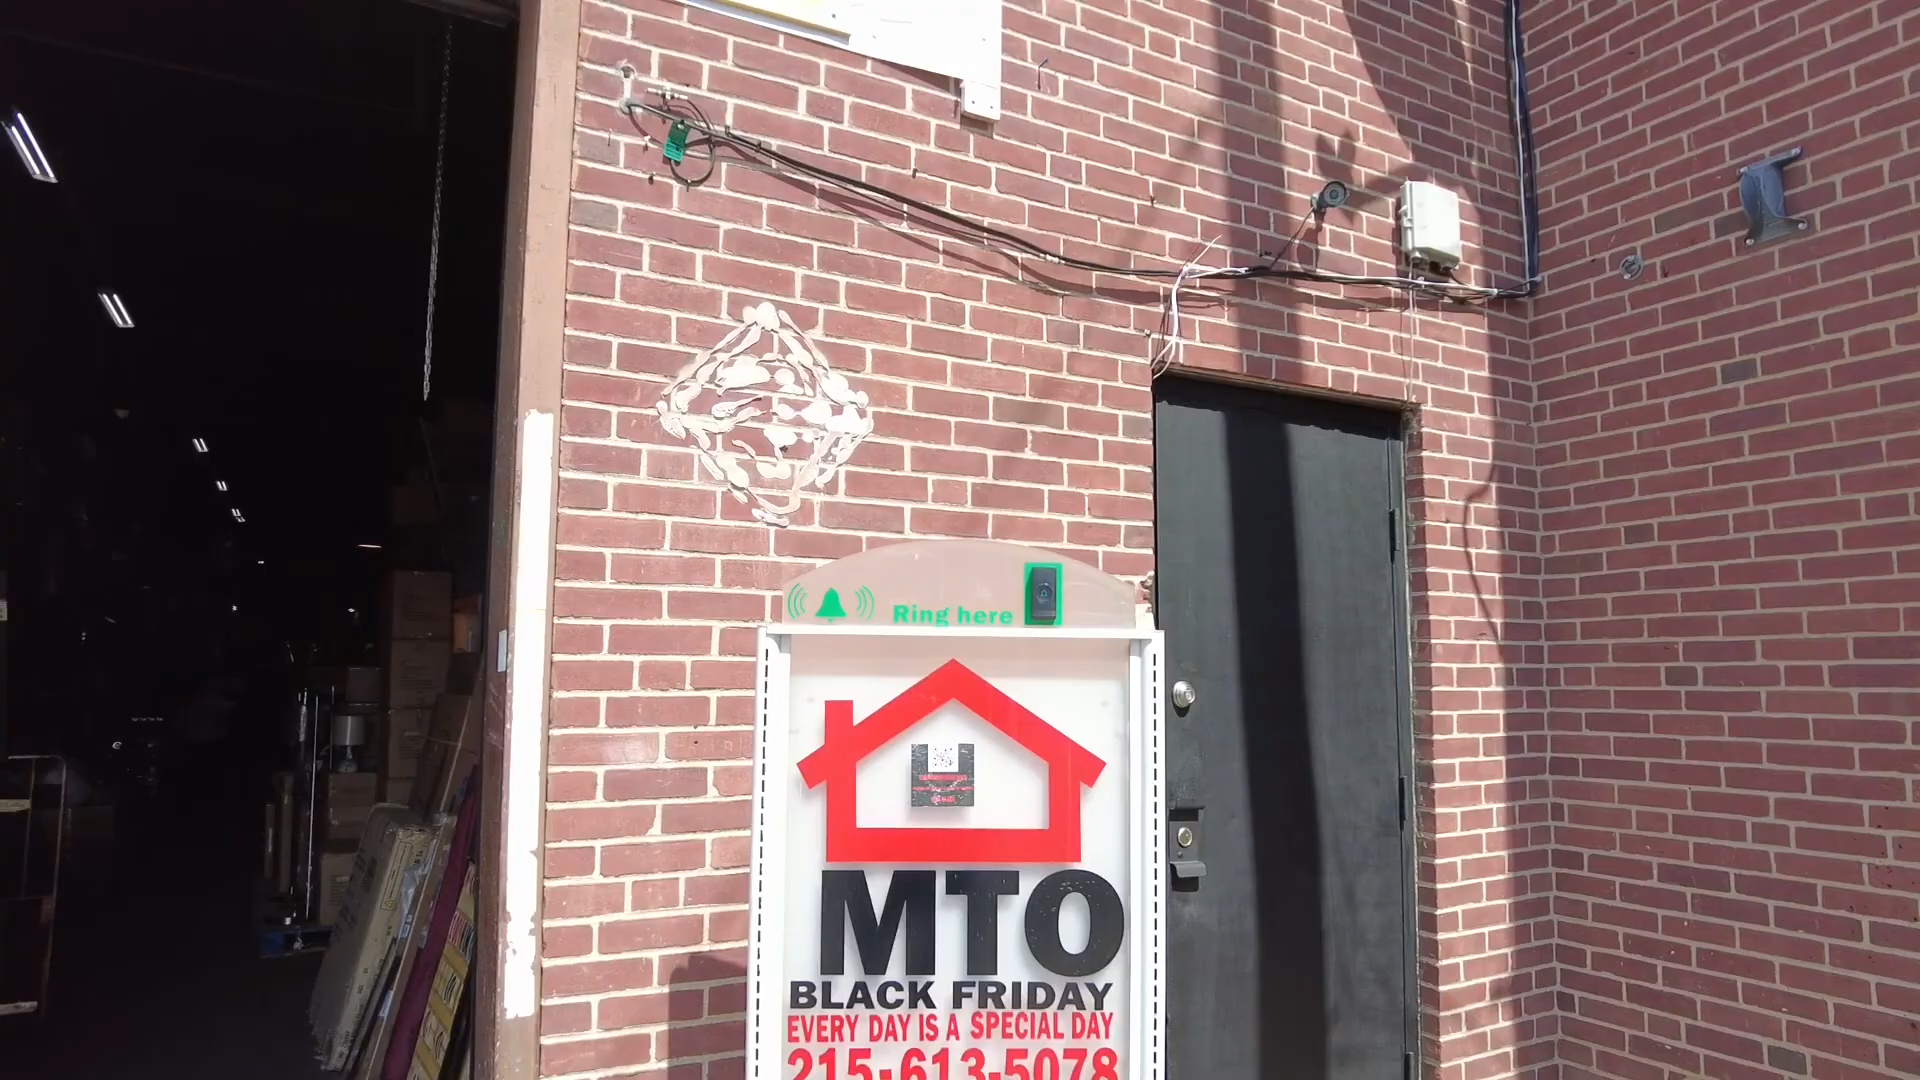 Ring here
MTO
BLACK FRIDAY
EVERY DAY IS A SPECIAL DAY
215-613-5078